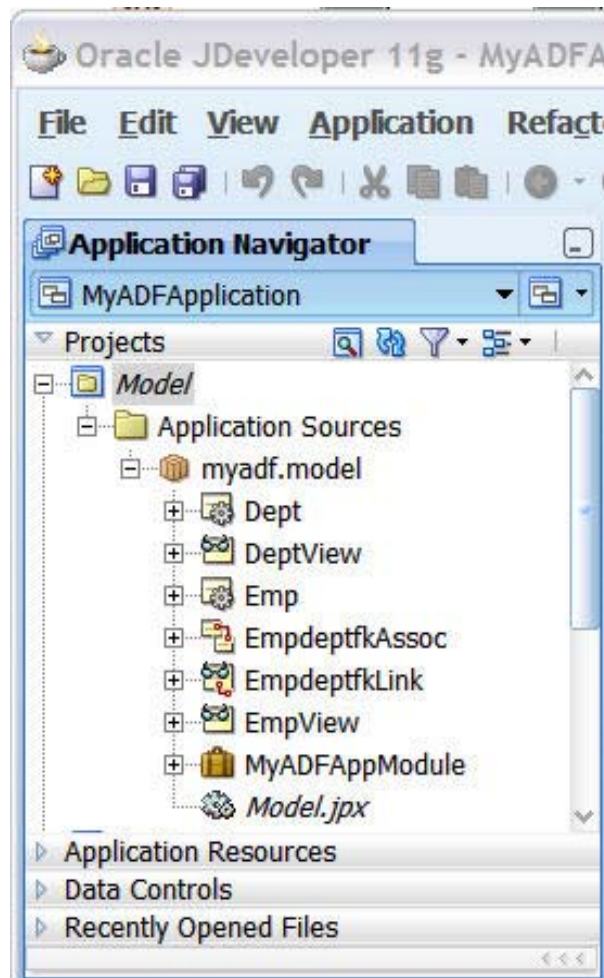 Oracle JDeveloper 11g - MyADFA
File Edit View Application Refact
Application Navigator
MyADFApplication
Projects
Model
Application Sources
myadf.model
Dept
DeptView
Emp
EmpdeptfkAssoc
EmpdeptfkLink
EmpView
MyADFAppModule
Model.jpx
Application Resources
Data Controls
Recently Opened Files